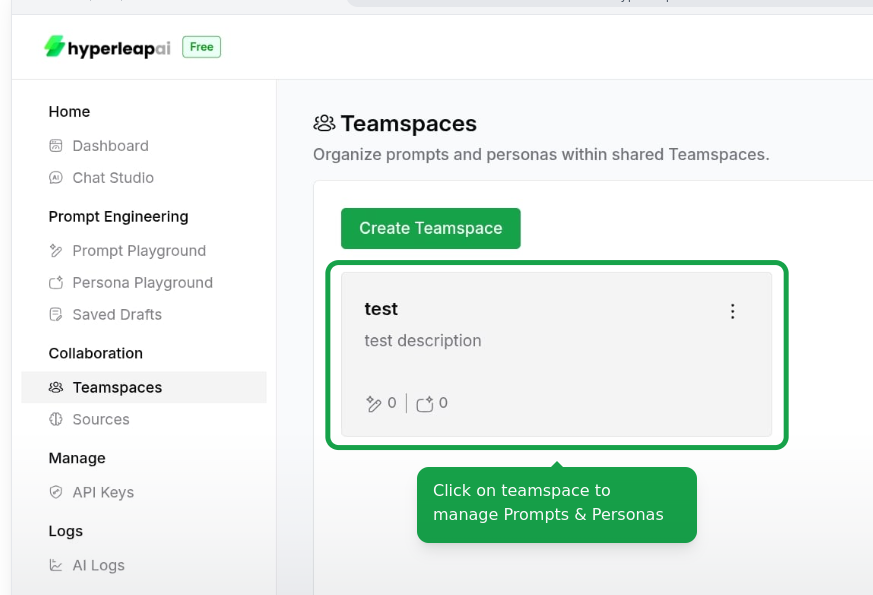 hyperleapai Free
Home
Dashboard
Chat Studio
Prompt Engineering
Prompt Playground
Persona Playground
Saved Drafts
Collaboration
Teamspaces
Sources
Manage
API Keys
Logs
AI Logs
Teamspaces
Organize prompts and personas within shared Teamspaces.
Create Teamspace
test
test description
0 | 0
Click on teamspace to
manage Prompts & Personas